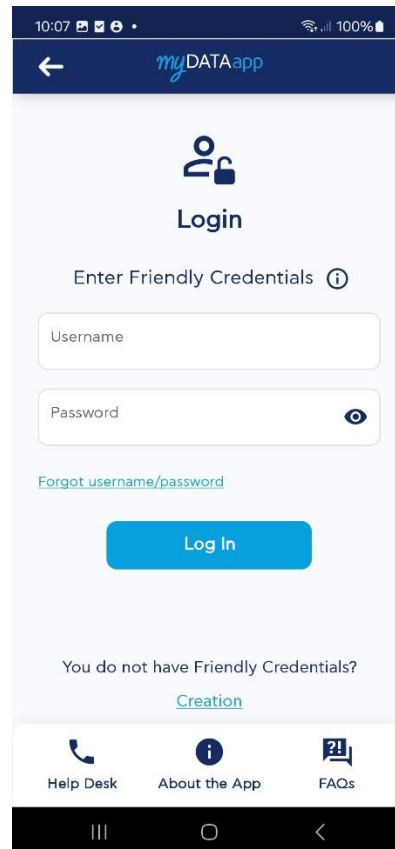 10:07
100%
myDATAapp
Login
Enter Friendly Credentials
Username
Password
Forgot username/password
Log In
You do not have Friendly Credentials?
Creation
?!
Help Desk About the App FAQs